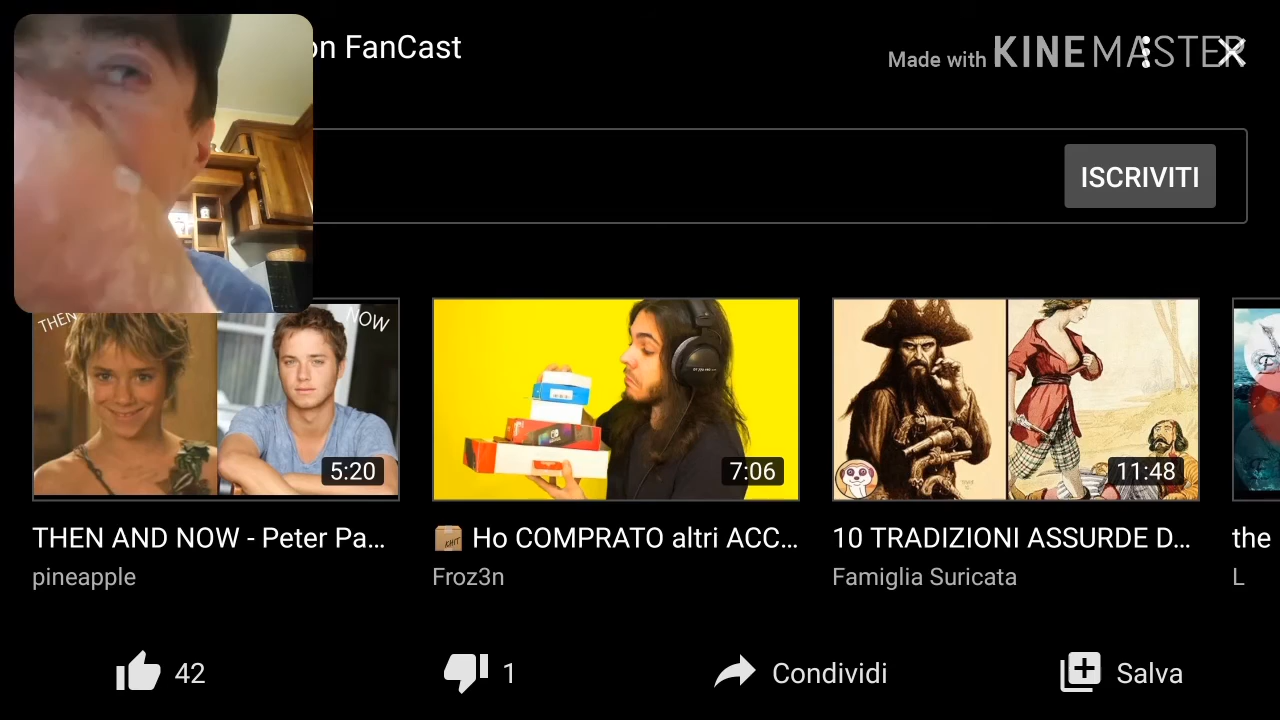 on FanCast
Made with KINEMASTER
ISCRIVITI
THEN
NOW
5:20
7:06
11:48
THEN AND NOW - Peter Pa...
pineapple
Ho COMPRATO altri ACC...
Froz3n
10 TRADIZIONI ASSURDE D...
Famiglia Suricata
the
L
42
1
Condividi
Salva